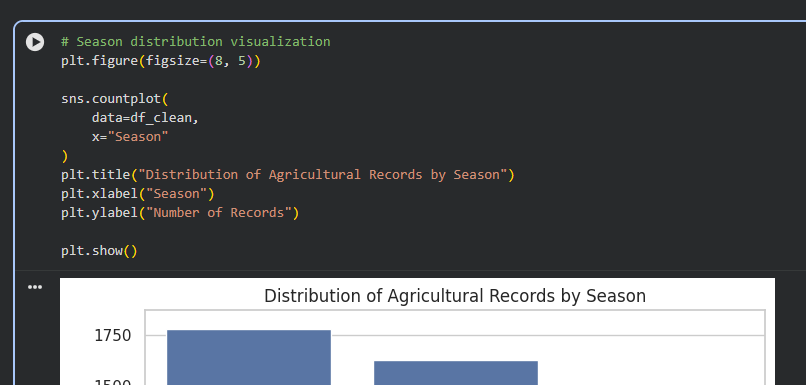 # Season distribution visualization
plt.figure(figsize=(8, 5))
sns.countplot(
    data=df_clean,
    x="Season"
)
plt.title("Distribution of Agricultural Records by Season")
plt.xlabel("Season")
plt.ylabel("Number of Records")
plt.show()
Distribution of Agricultural Records by Season
1750
1500